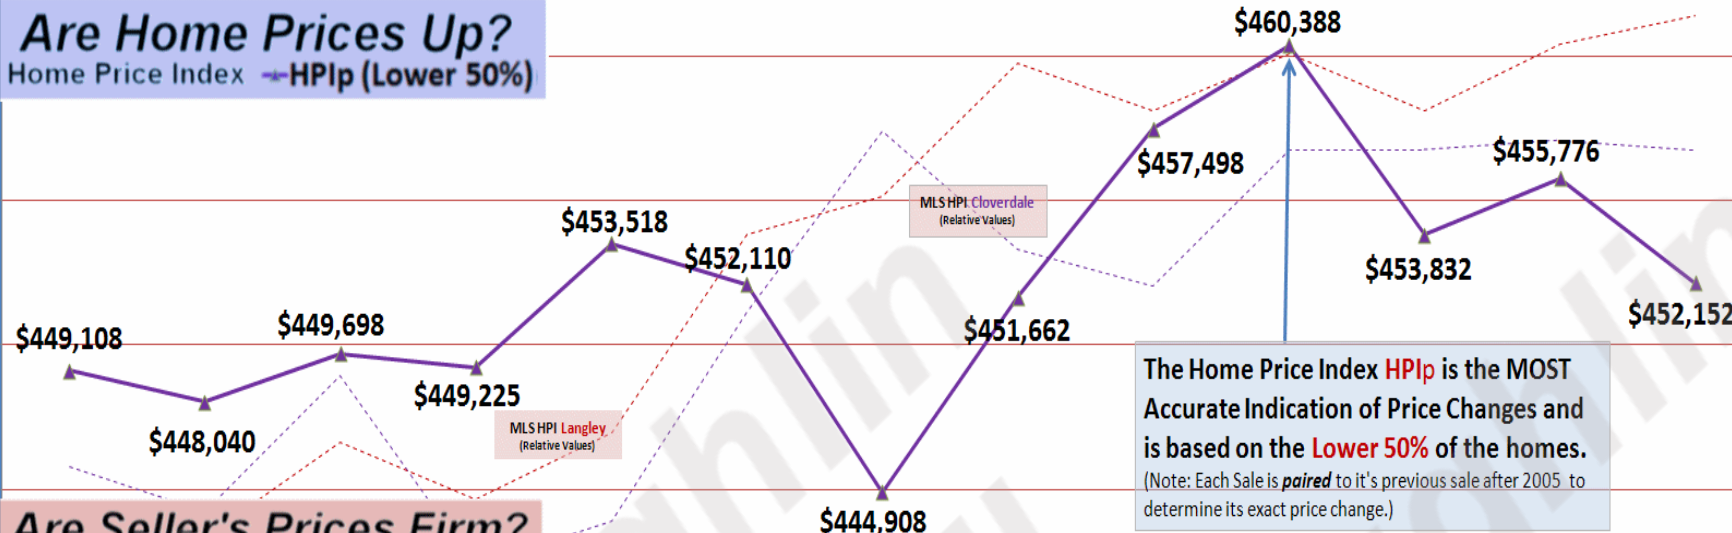 Are Home Prices Up?
Home Price Index HPIp (Lower 50%)
$449,108
$448,040
$449,698
$449,225
$453,518
$452,110
$444,908
$451,662
$457,498
$460,388
$453,832
$455,776
$452,152
MLS HPI Langley
(Relative Values)
MLS HPI Cloverdale
(Relative Values)
The Home Price Index HPIp is the MOST
Accurate Indication of Price Changes and
is based on the Lower 50% of the homes.
(Note: Each Sale is paired to it's previous sale after 2005 to
determine its exact price change.)
Are Seller's Prices Firm?